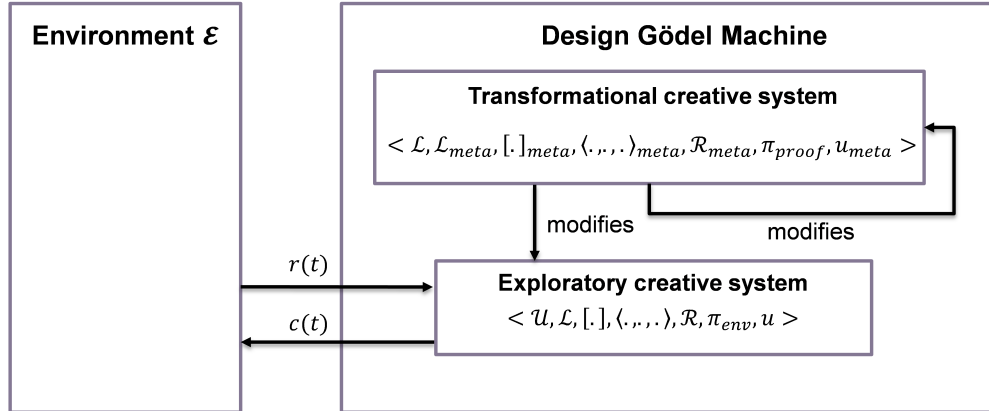 Environment ℰ
Design Gödel Machine
Transformational creative system
< ℒ, ℒ_meta, [.]_meta, ⟨.,.,.⟩_meta, ℛ_meta, π_proof, u_meta >
modifies
modifies
r(t)
Exploratory creative system
< 𝒰, ℒ, [.], ⟨.,.,.⟩, ℛ, π_env, u >
c(t)